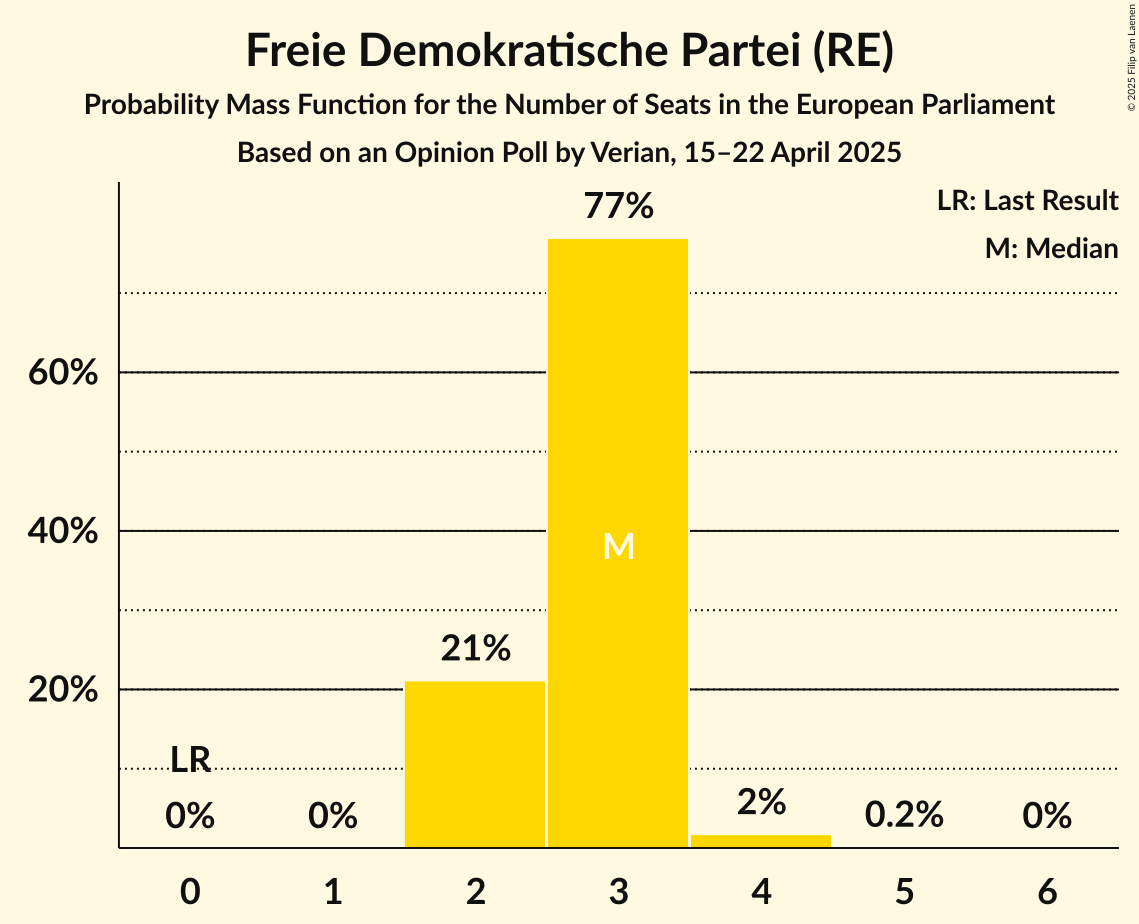 Freie Demokratische Partei (RE)
Probability Mass Function for the Number of Seats in the European Parliament
Based on an Opinion Poll by Verian, 15–22 April 2025
© 2025 Filip van Laenen
LR: Last Result
M: Median
77%
60%
40%
M
21%
20%
LR
0%
0%
2%
0.2%
0%
0 1 2 3 4 5 6